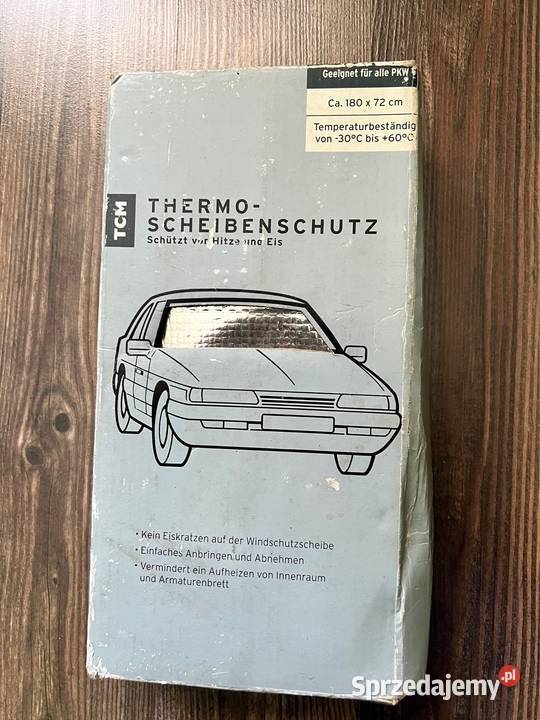 Geeignet für alle PKW
Ca. 180 x 72 cm
Temperaturbeständig
von -30°C bis +60°C
TCM
THERMO-
SCHEIBENSCHUTZ
Schützt vor Hitze und Eis
• Kein Eiskratzen auf der Windschutzscheibe
• Einfaches Anbringen und Abnehmen
• Vermindert ein Aufheizen von Innenraum
und Armaturenbrett
Sprzedajemy.pl